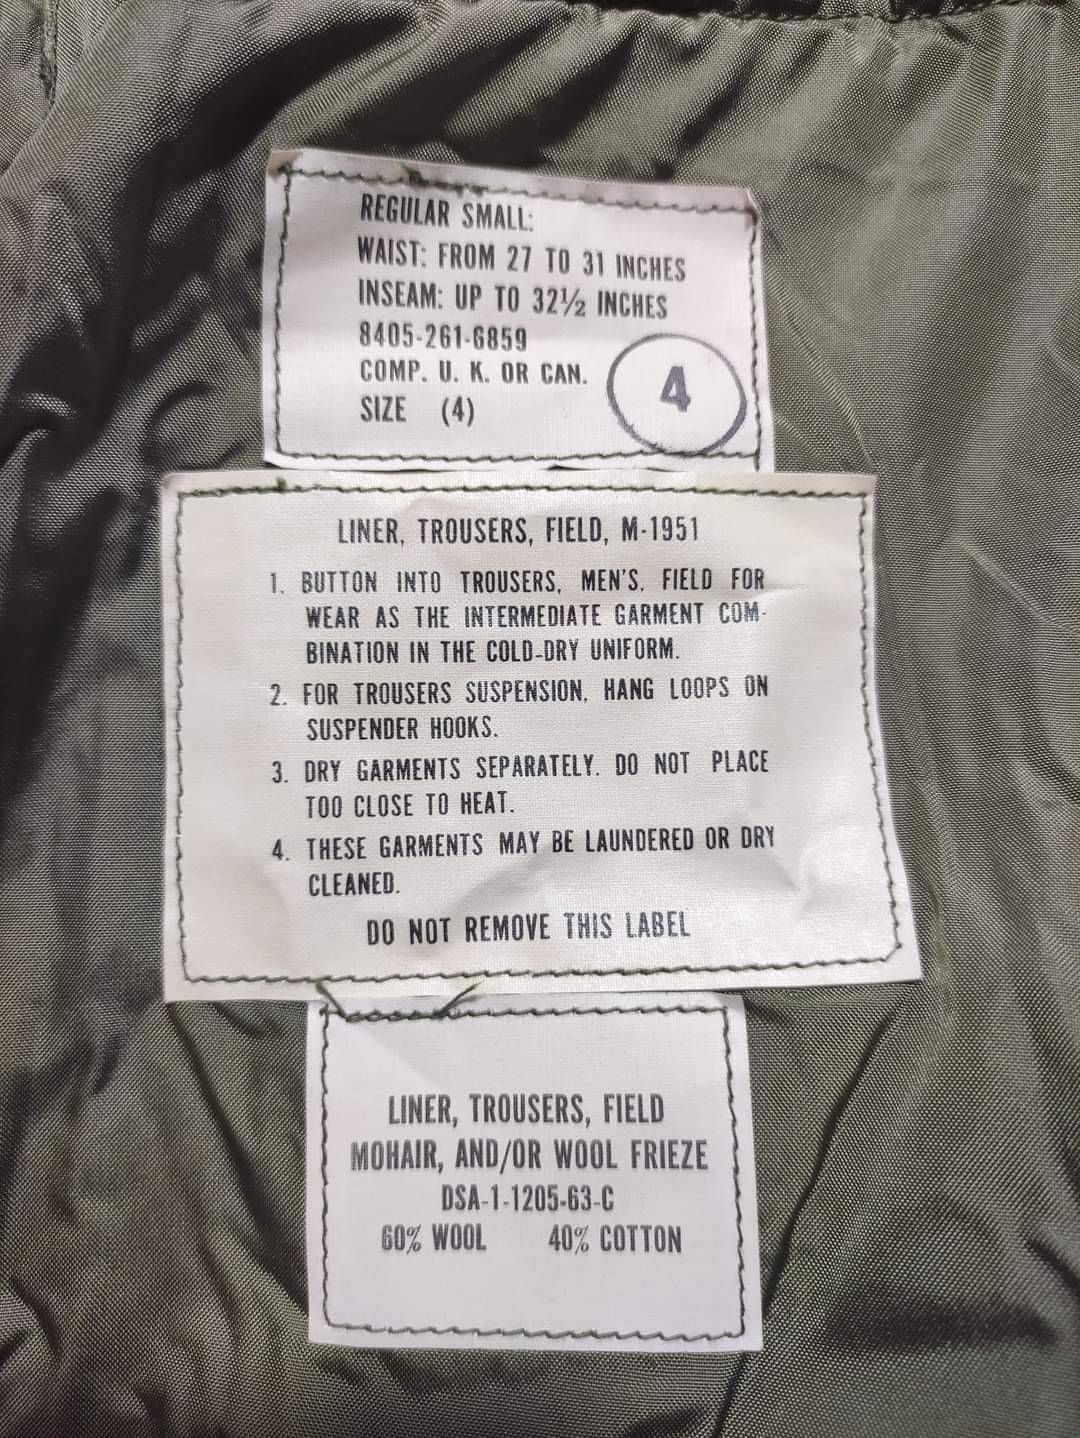 REGULAR SMALL:
WAIST: FROM 27 TO 31 INCHES
INSEAM: UP TO 32½ INCHES
8405-261-6859
COMP. U. K. OR CAN.
SIZE (4)
4
LINER, TROUSERS, FIELD, M-1951
1. BUTTON INTO TROUSERS, MEN'S, FIELD FOR
WEAR AS THE INTERMEDIATE GARMENT COM-
BINATION IN THE COLD-DRY UNIFORM.
2. FOR TROUSERS SUSPENSION, HANG LOOPS ON
SUSPENDER HOOKS.
3. DRY GARMENTS SEPARATELY. DO NOT PLACE
TOO CLOSE TO HEAT.
4. THESE GARMENTS MAY BE LAUNDERED OR DRY
CLEANED.
DO NOT REMOVE THIS LABEL
LINER, TROUSERS, FIELD
MOHAIR, AND/OR WOOL FRIEZE
DSA-1-1205-63-C
60% WOOL 40% COTTON